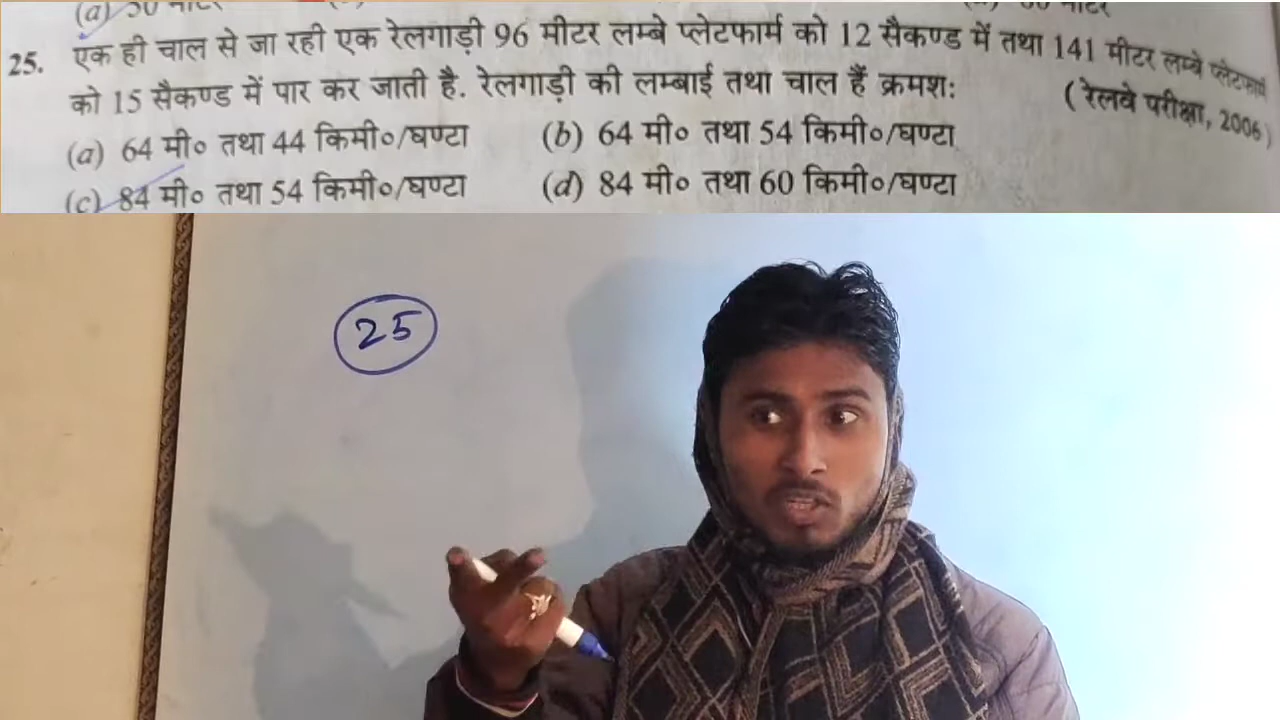 25. एक ही चाल से जा रही एक रेलगाड़ी 96 मीटर लम्बे प्लेटफार्म को 12 सैकण्ड में तथा 141 मीटर लम्बे प्लेटफार्म
को 15 सैकण्ड में पार कर जाती है. रेलगाड़ी की लम्बाई तथा चाल हैं क्रमश:
(रेलवे परीक्षा, 2006)
(a) 64 मी० तथा 44 किमी०/घण्टा (b) 64 मी० तथा 54 किमी०/घण्टा
(c) 84 मी० तथा 54 किमी०/घण्टा (d) 84 मी० तथा 60 किमी०/घण्टा
25